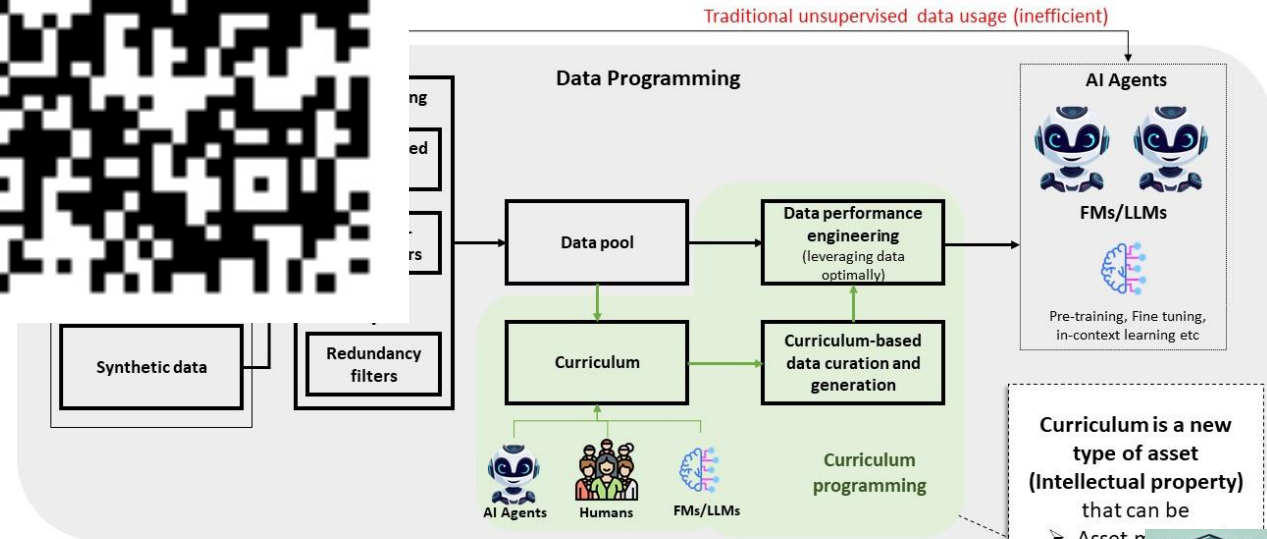 Traditional unsupervised data usage (inefficient)
Data Programming
AI Agents
FMs/LLMs
Pre-training, Fine tuning,
in-context learning etc
Data pool
Data performance
engineering
(leveraging data
optimally)
Synthetic data
Redundancy
filters
Curriculum
Curriculum-based
data curation and
generation
AI Agents
Humans
FMs/LLMs
Curriculum
programming
Curriculum is a new
type of asset
(Intellectual property)
that can be
➢ Asset